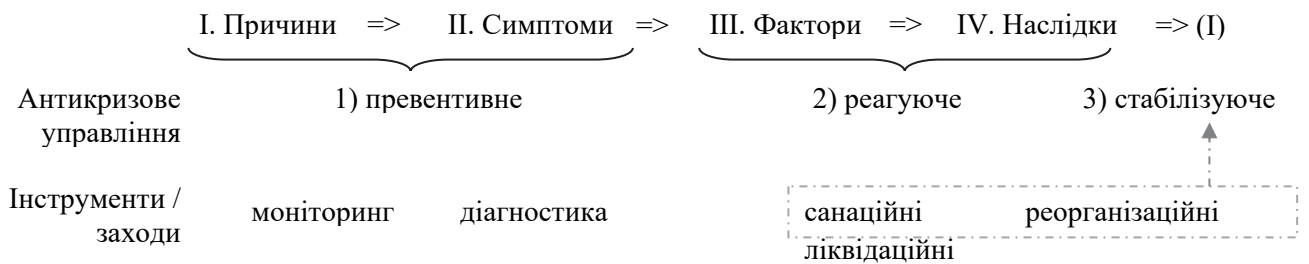 I. Причини => II. Симптоми => III. Фактори => IV. Наслідки => (I)
Антикризове 1) превентивне 2) реагуюче 3) стабілізуюче
управління
Інструменти / моніторинг діагностика санаційні реорганізаційні
заходи ліквідаційні